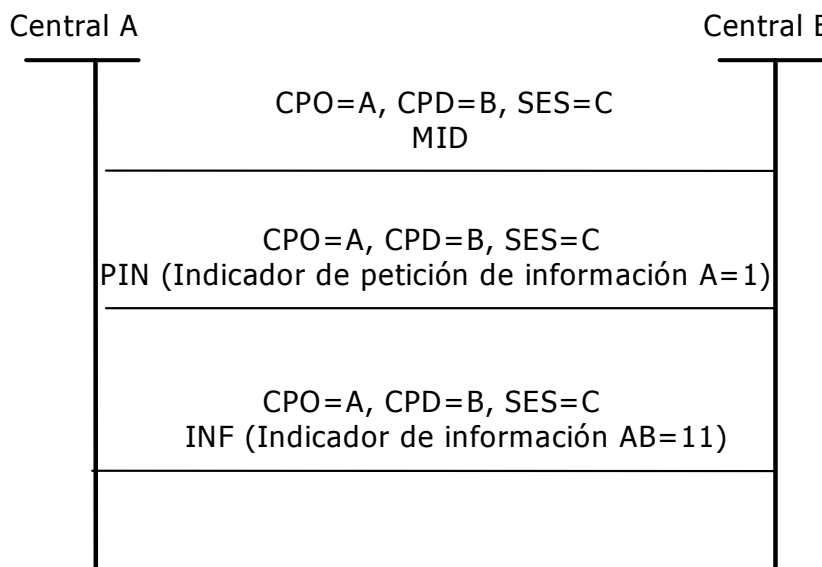 Central A
Central
CPO=A, CPD=B, SES=C
MID
CPO=A, CPD=B, SES=C
PIN (Indicador de petición de información A=1)
CPO=A, CPD=B, SES=C
INF (Indicador de información AB=11)